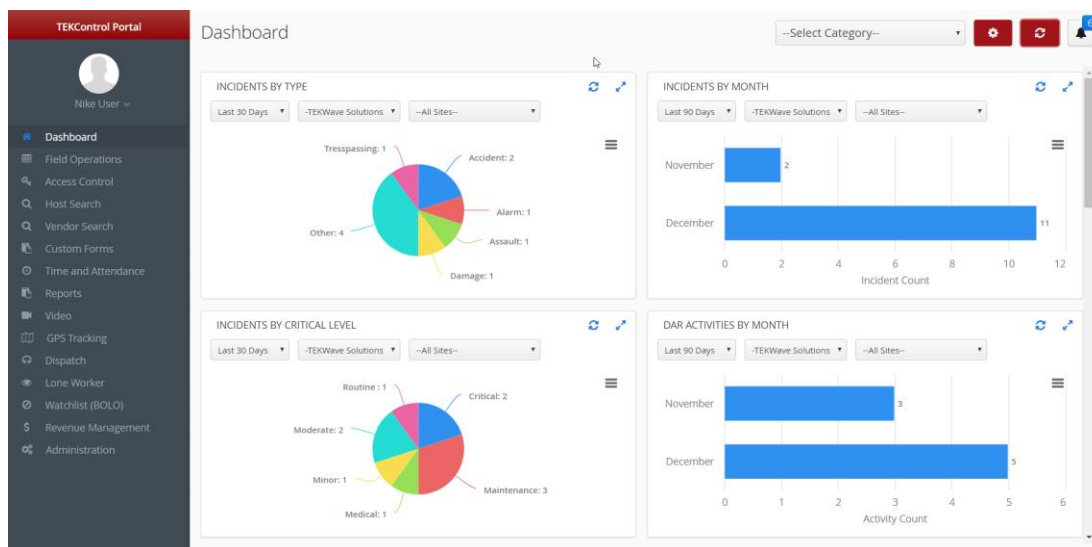 TEKControl Portal
Dashboard
--Select Category--
6
Nike User
Dashboard
Field Operations
Access Control
Host Search
Vendor Search
Custom Forms
Time and Attendance
Reports
Video
GPS Tracking
Dispatch
Lone Worker
Watchlist (BOLO)
Revenue Management
Administration
INCIDENTS BY TYPE
Last 30 Days
-TEKWave Solutions
--All Sites--
Tresspassing: 1
Accident: 2
Alarm: 1
Other: 4
Assault: 1
Damage: 1
INCIDENTS BY MONTH
Last 90 Days
-TEKWave Solutions
--All Sites--
November
2
December
11
0 2 4 6 8 10 12
Incident Count
INCIDENTS BY CRITICAL LEVEL
Last 30 Days
-TEKWave Solutions
--All Sites--
Routine : 1
Critical: 2
Moderate: 2
Minor: 1
Maintenance: 3
Medical: 1
DAR ACTIVITIES BY MONTH
Last 90 Days
-TEKWave Solutions
--All Sites--
November
3
December
5
0 1 2 3 4 5 6
Activity Count